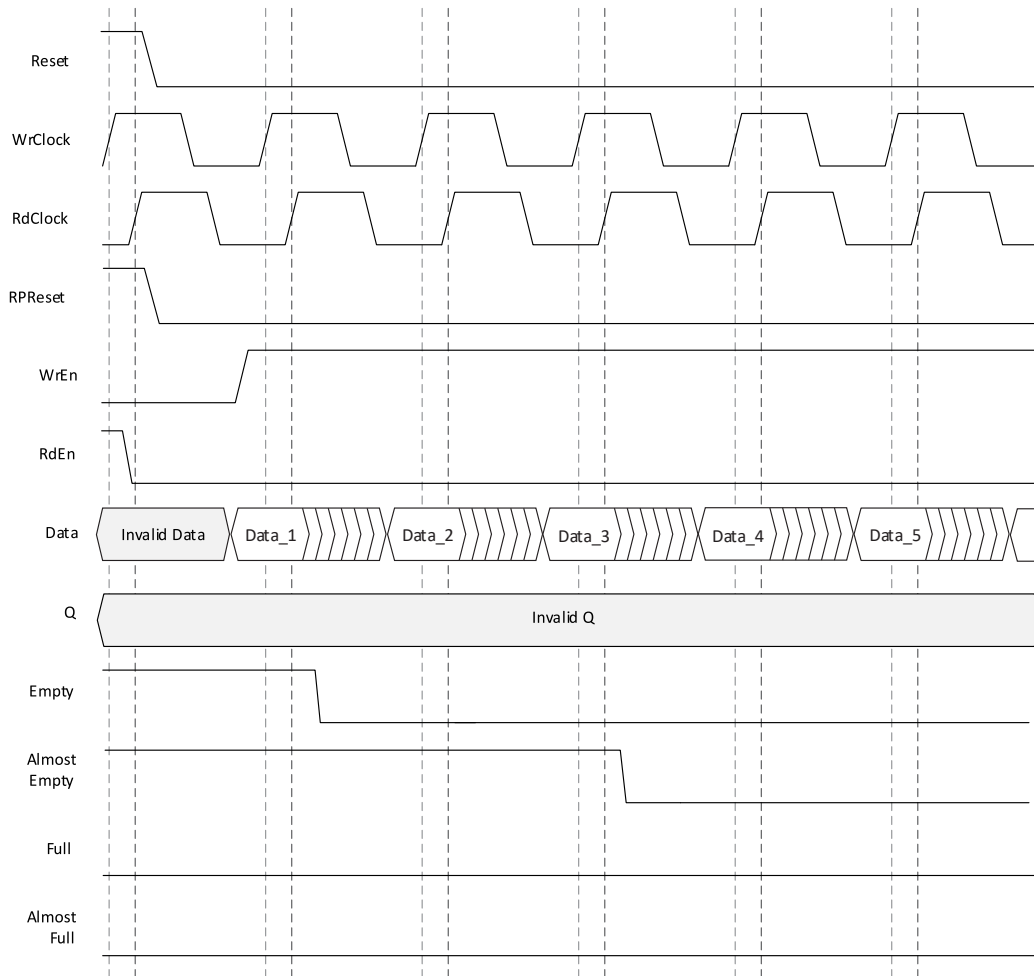 Reset
WrClock
RdClock
RPReset
WrEn
RdEn
Data
Invalid Data
Data_1
Data_2
Data_3
Data_4
Data_5
Q
Invalid Q
Empty
Almost
Empty
Full
Almost
Full